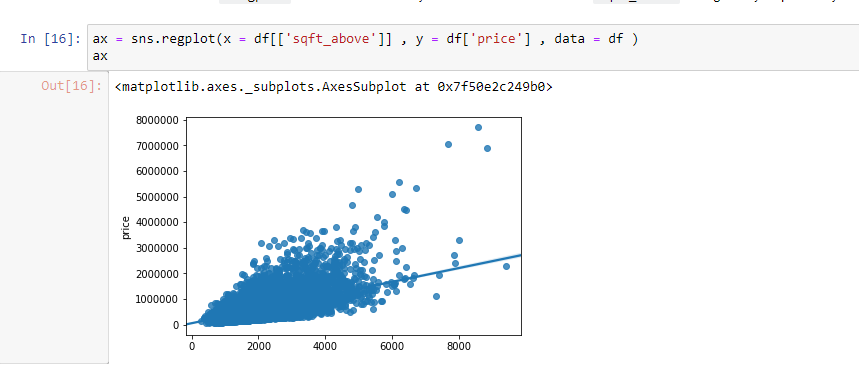 In [16]: ax = sns.regplot(x = df[['sqft_above']] , y = df['price'] , data = df )
ax
Out[16]: <matplotlib.axes._subplots.AxesSubplot at 0x7f50e2c249b0>
8000000
7000000
6000000
5000000
4000000
3000000
2000000
1000000
0
price
0 2000 4000 6000 8000